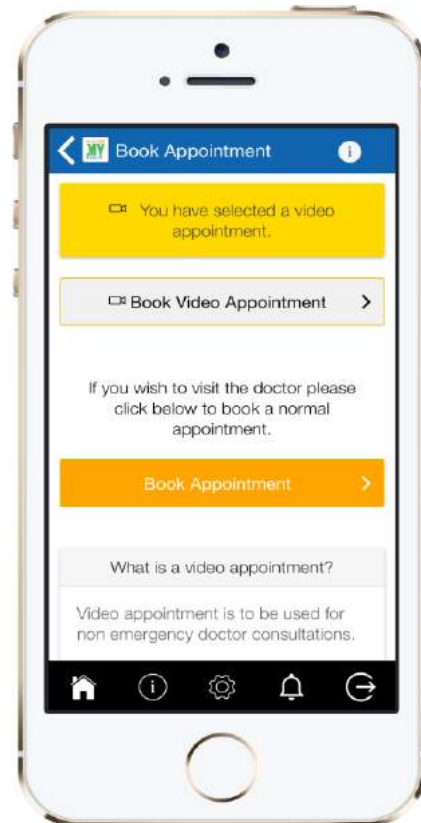 MY Book Appointment
You have selected a video
appointment.
Book Video Appointment
If you wish to visit the doctor please
click below to book a normal
appointment.
Book Appointment
What is a video appointment?
Video appointment is to be used for
non emergency doctor consultations.